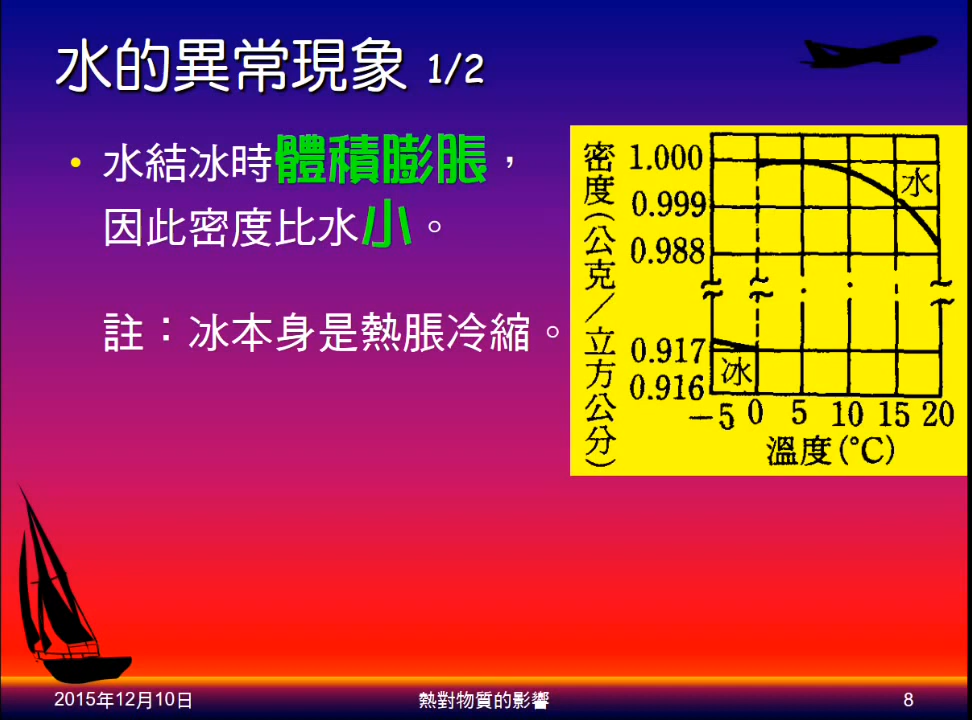 水的異常現象 1/2
• 水結冰時體積膨脹，
因此密度比水小。
註：冰本身是熱脹冷縮。
密度(公克／立方公分)
1.000
0.999
0.988
0.917
0.916
水
冰
-5 0 5 10 15 20
溫度(°C)
2015年12月10日
熱對物質的影響
8